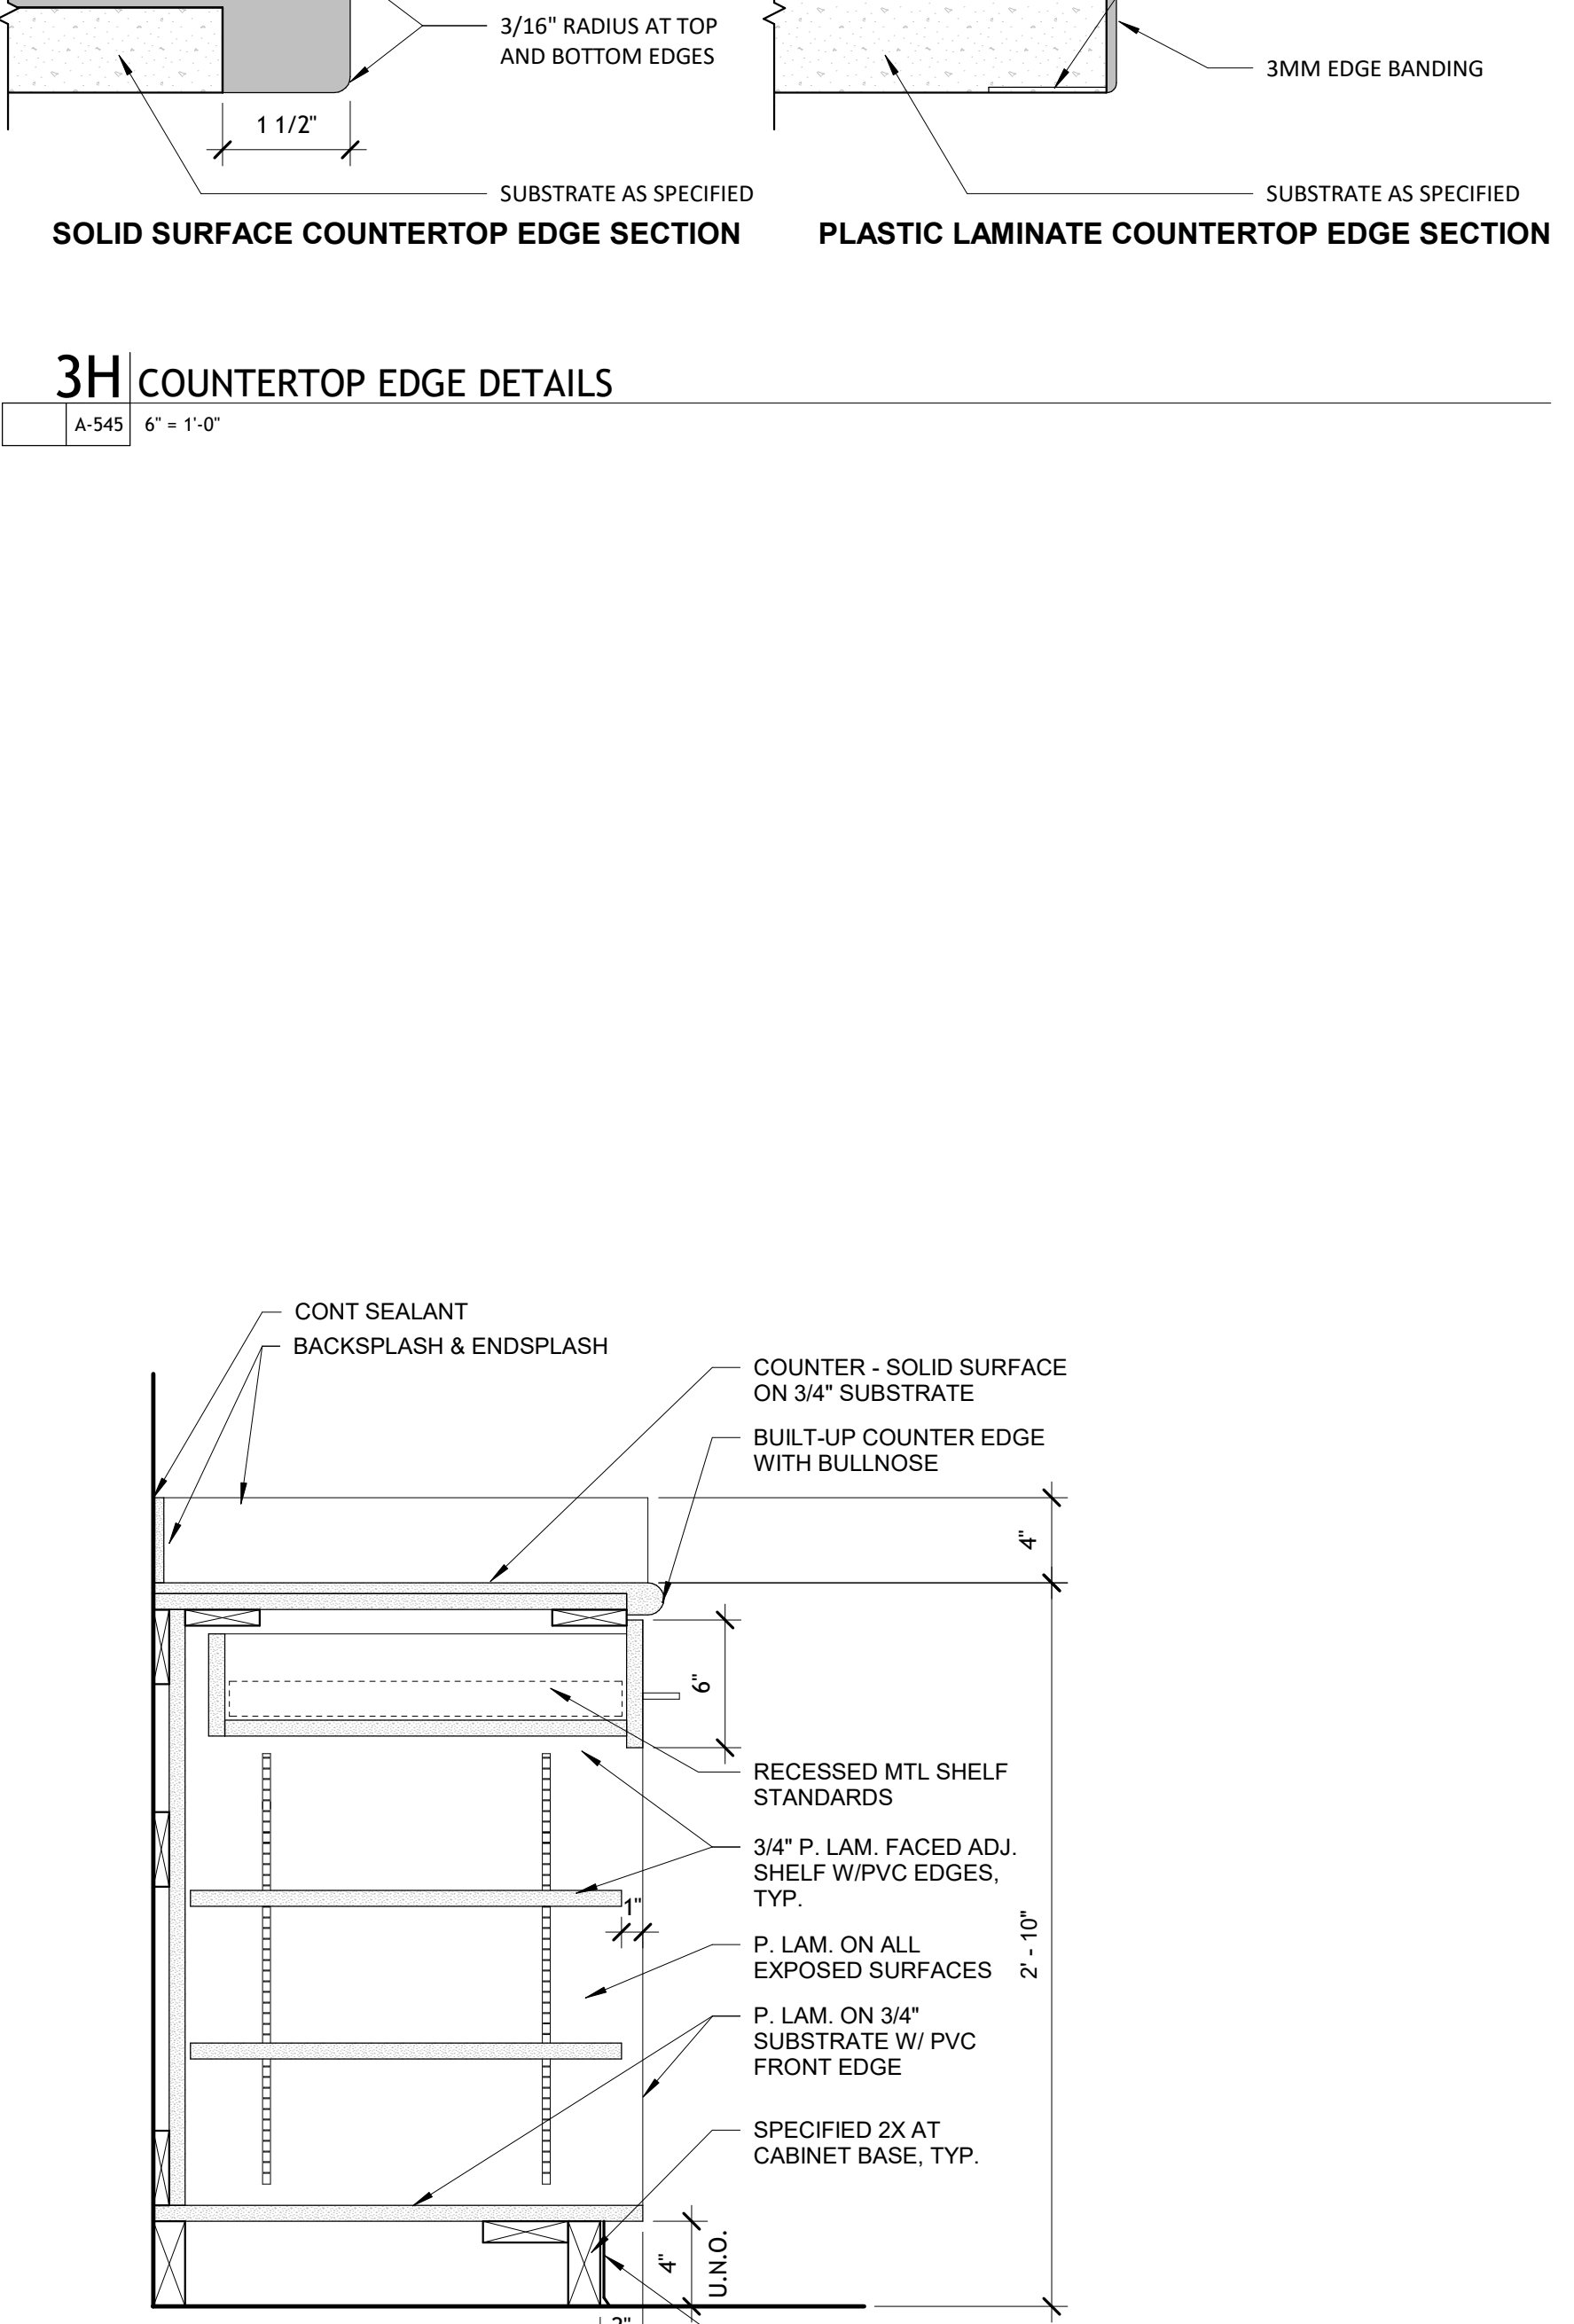 3/16" RADIUS AT TOP
AND BOTTOM EDGES
1 1/2"
SUBSTRATE AS SPECIFIED
SOLID SURFACE COUNTERTOP EDGE SECTION
3MM EDGE BANDING
SUBSTRATE AS SPECIFIED
PLASTIC LAMINATE COUNTERTOP EDGE SECTION
3H COUNTERTOP EDGE DETAILS
A-545 6" = 1'-0"
CONT SEALANT
BACKSPLASH & ENDSPLASH
COUNTER - SOLID SURFACE
ON 3/4" SUBSTRATE
BUILT-UP COUNTER EDGE
WITH BULLNOSE
4"
6"
RECESSED MTL SHELF
STANDARDS
3/4" P. LAM. FACED ADJ.
SHELF W/PVC EDGES,
TYP.
1"
P. LAM. ON ALL
EXPOSED SURFACES
2' - 10"
P. LAM. ON 3/4"
SUBSTRATE W/ PVC
FRONT EDGE
SPECIFIED 2X AT
CABINET BASE, TYP.
4"
U.N.O.